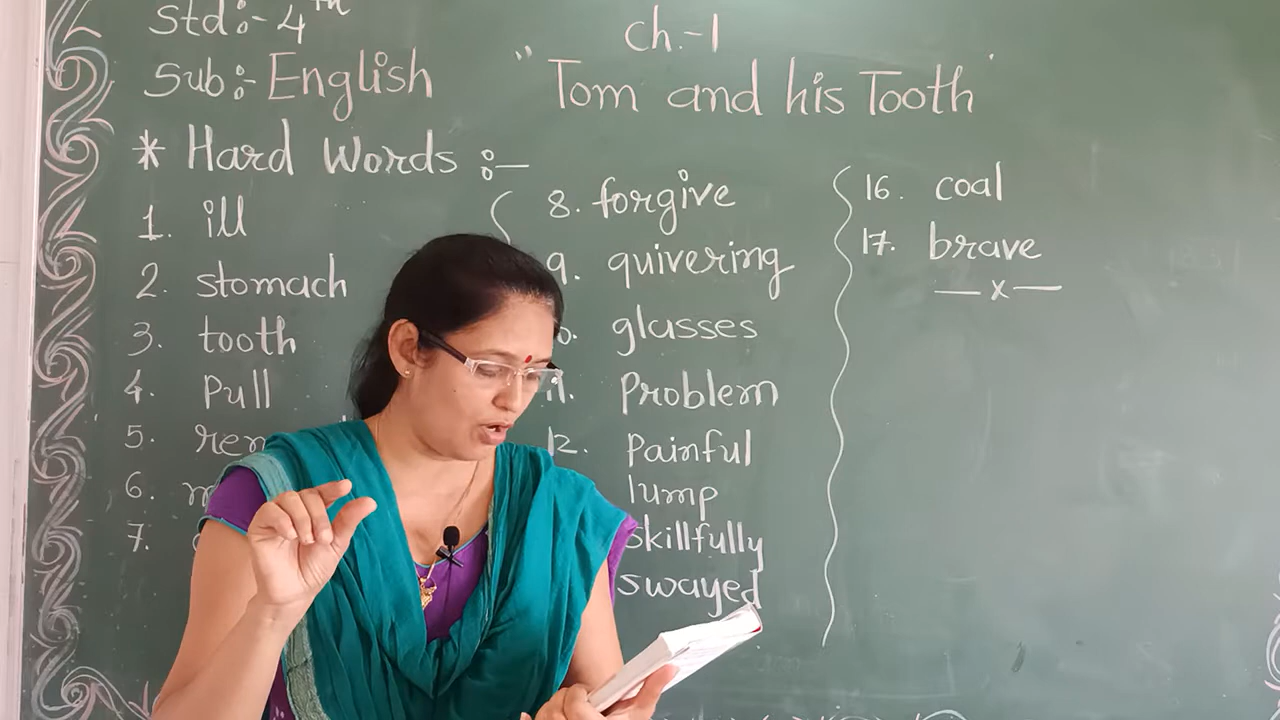 Std:- 4th
Sub:- English
Ch.-1
"Tom and his Tooth"
* Hard Words :-
1. ill
2. stomach
3. tooth
4. Pull
5.
6.
7.
8. forgive
9. quivering
glasses
11. Problem
12. Painful
lump
skillfully
swayed
16. coal
17. brave
—x—